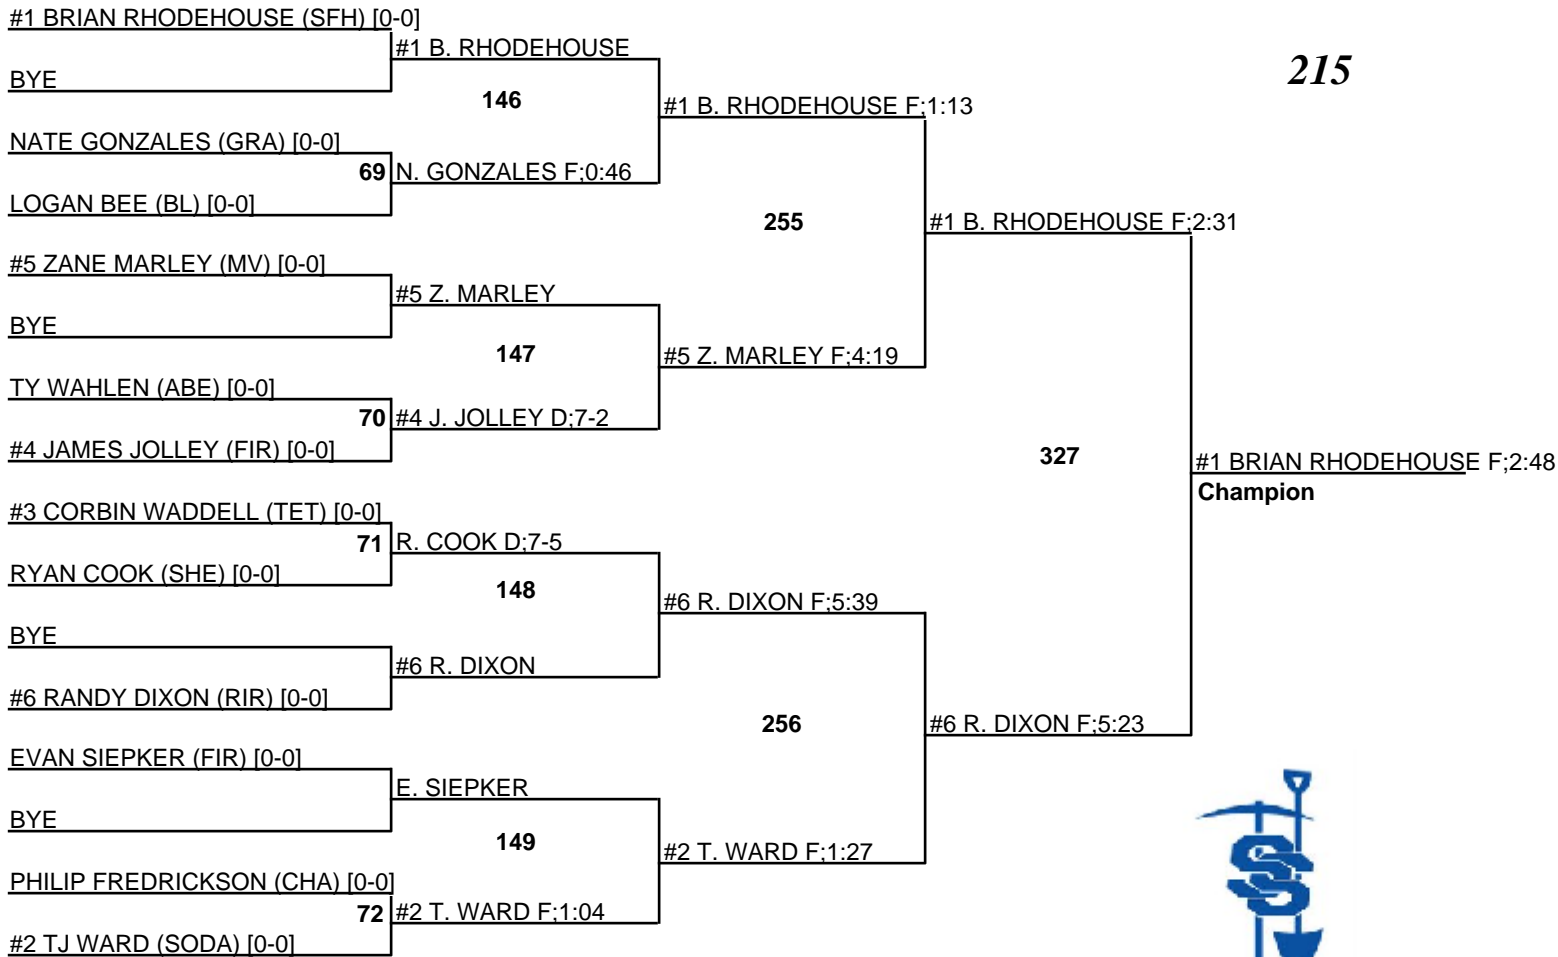 #1 BRIAN RHODEHOUSE (SFH) [0-0]
#1 B. RHODEHOUSE
BYE
215
146
#1 B. RHODEHOUSE F;1:13
NATE GONZALES (GRA) [0-0]
69 N. GONZALES F;0:46
LOGAN BEE (BL) [0-0]
255
#1 B. RHODEHOUSE F;2:31
#5 ZANE MARLEY (MV) [0-0]
#5 Z. MARLEY
BYE
147
#5 Z. MARLEY F;4:19
TY WAHLEN (ABE) [0-0]
70 #4 J. JOLLEY D;7-2
#4 JAMES JOLLEY (FIR) [0-0]
327
#1 BRIAN RHODEHOUSE F;2:48
Champion
#3 CORBIN WADDELL (TET) [0-0]
71 R. COOK D;7-5
RYAN COOK (SHE) [0-0]
148
#6 R. DIXON F;5:39
BYE
#6 R. DIXON
#6 RANDY DIXON (RIR) [0-0]
256
#6 R. DIXON F;5:23
EVAN SIEPKER (FIR) [0-0]
E. SIEPKER
BYE
149
#2 T. WARD F;1:27
PHILIP FREDRICKSON (CHA) [0-0]
72 #2 T. WARD F;1:04
#2 TJ WARD (SODA) [0-0]
SS